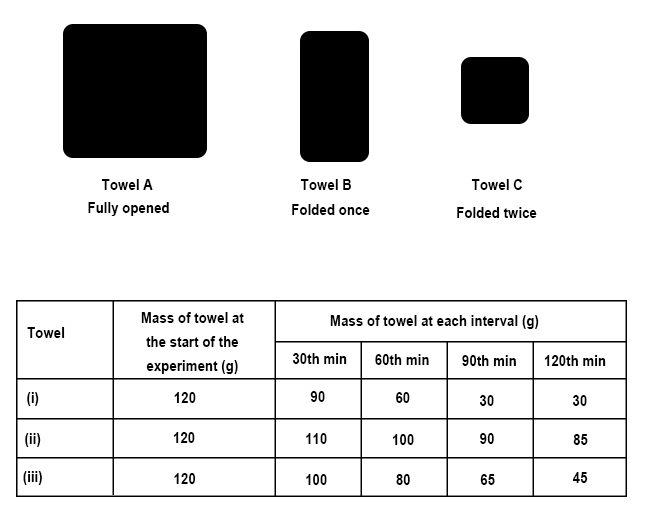 Towel A
Fully opened
Towel B
Folded once
Towel C
Folded twice
Towel
Mass of towel at
the start of the
experiment (g)
Mass of towel at each interval (g)
30th min 60th min 90th min 120th min
(i) 120 90 60 30 30
(ii) 120 110 100 90 85
(iii) 120 100 80 65 45